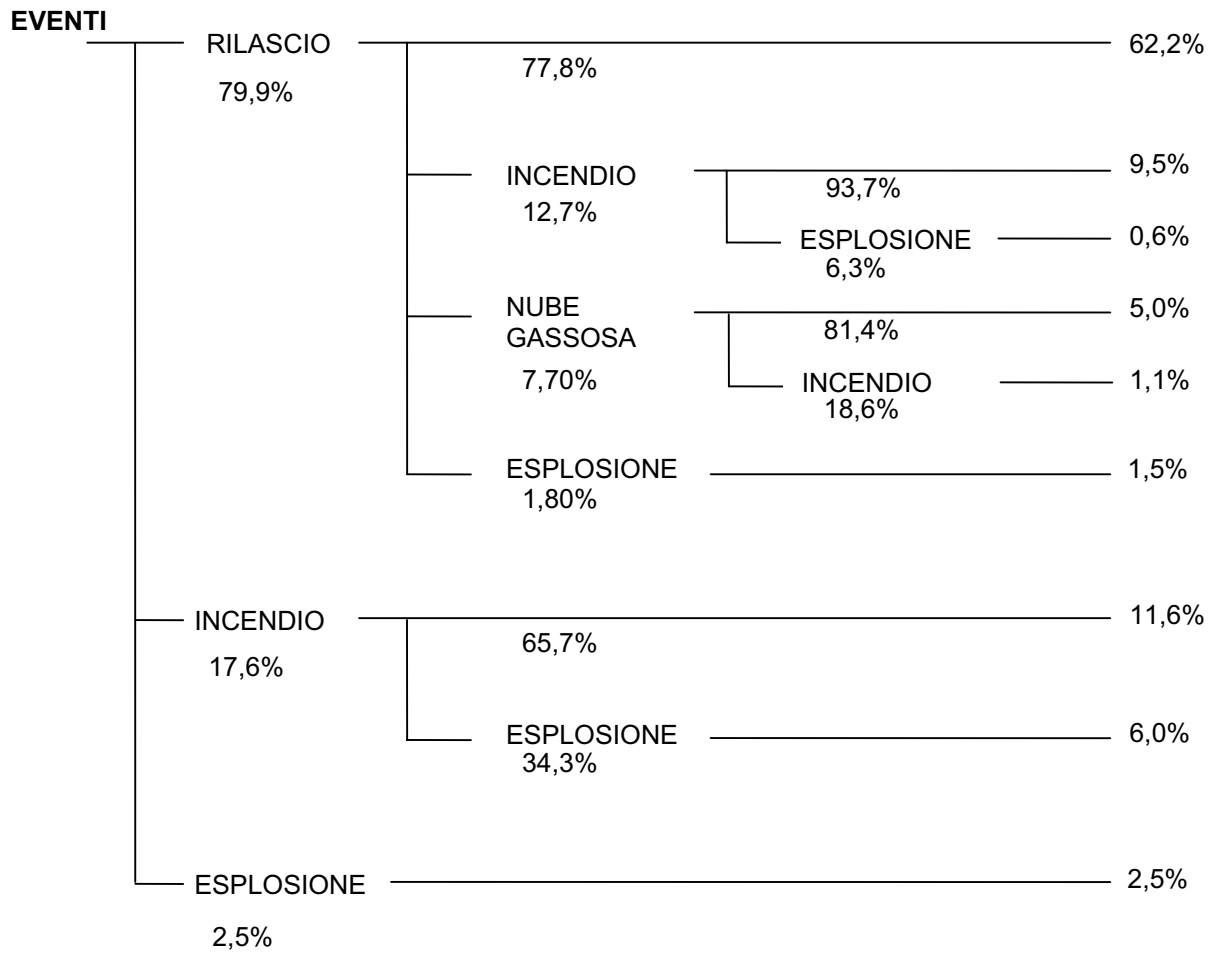 EVENTI
RILASCIO
79,9%
77,8%
62,2%
INCENDIO
12,7%
93,7%
9,5%
ESPLOSIONE
6,3%
0,6%
NUBE
GASSOSA
7,70%
81,4%
5,0%
INCENDIO
18,6%
1,1%
ESPLOSIONE
1,80%
1,5%
INCENDIO
17,6%
65,7%
11,6%
ESPLOSIONE
34,3%
6,0%
ESPLOSIONE
2,5%
2,5%